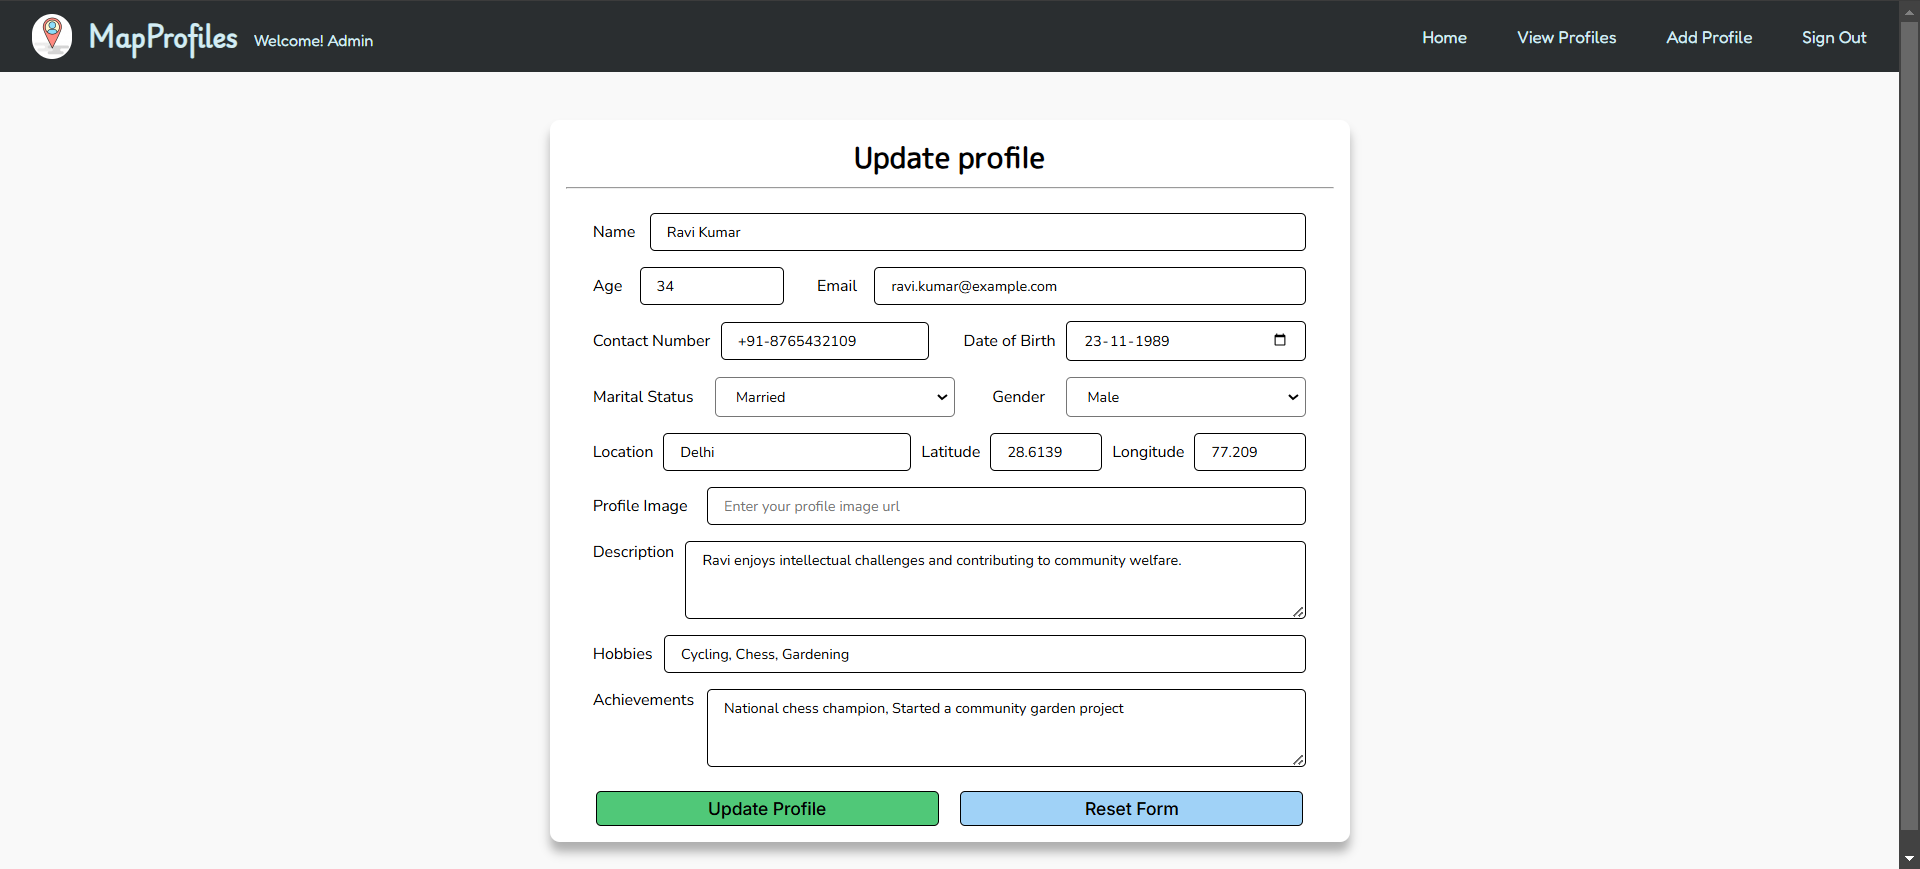 MapProfiles Welcome! Admin Home View Profiles Add Profile Sign Out
Update profile
Name Ravi Kumar
Age 34 Email ravi.kumar@example.com
Contact Number +91-8765432109 Date of Birth 23-11-1989
Marital Status Married Gender Male
Location Delhi Latitude 28.6139 Longitude 77.209
Profile Image Enter your profile image url
Description Ravi enjoys intellectual challenges and contributing to community welfare.
Hobbies Cycling, Chess, Gardening
Achievements National chess champion, Started a community garden project
Update Profile Reset Form